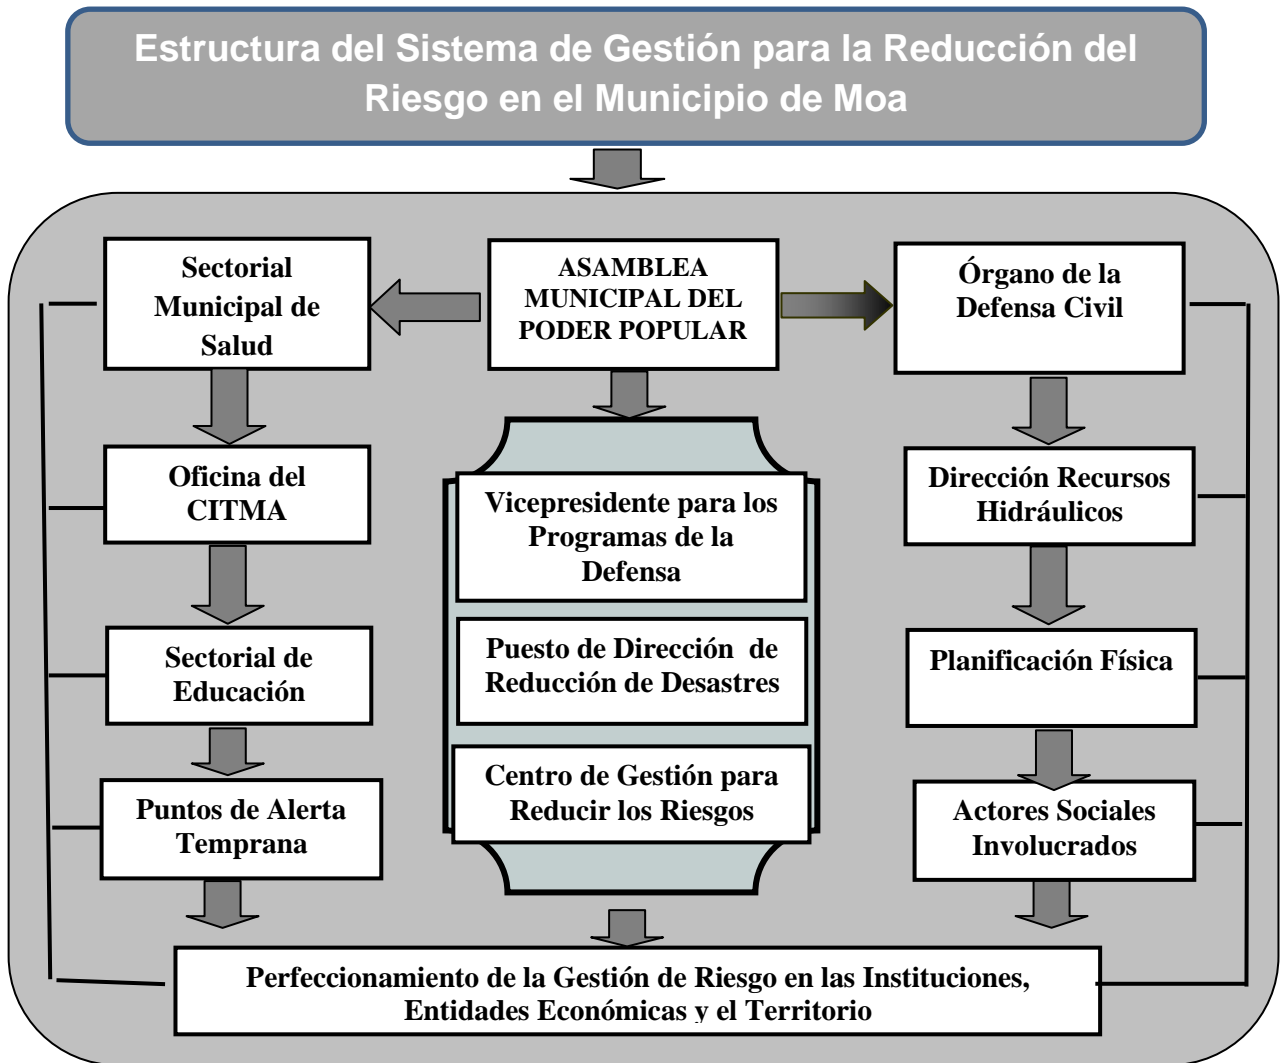 Estructura del Sistema de Gestión para la Reducción del
Riesgo en el Municipio de Moa
Sectorial
Municipal de
Salud
ASAMBLEA
MUNICIPAL DEL
PODER POPULAR
Órgano de la
Defensa Civil
Oficina del
CITMA
Vicepresidente para los
Programas de la
Defensa
Dirección Recursos
Hidráulicos
Sectorial de
Educación
Puesto de Dirección de
Reducción de Desastres
Planificación Física
Puntos de Alerta
Temprana
Centro de Gestión para
Reducir los Riesgos
Actores Sociales
Involucrados
Perfeccionamiento de la Gestión de Riesgo en las Instituciones,
Entidades Económicas y el Territorio